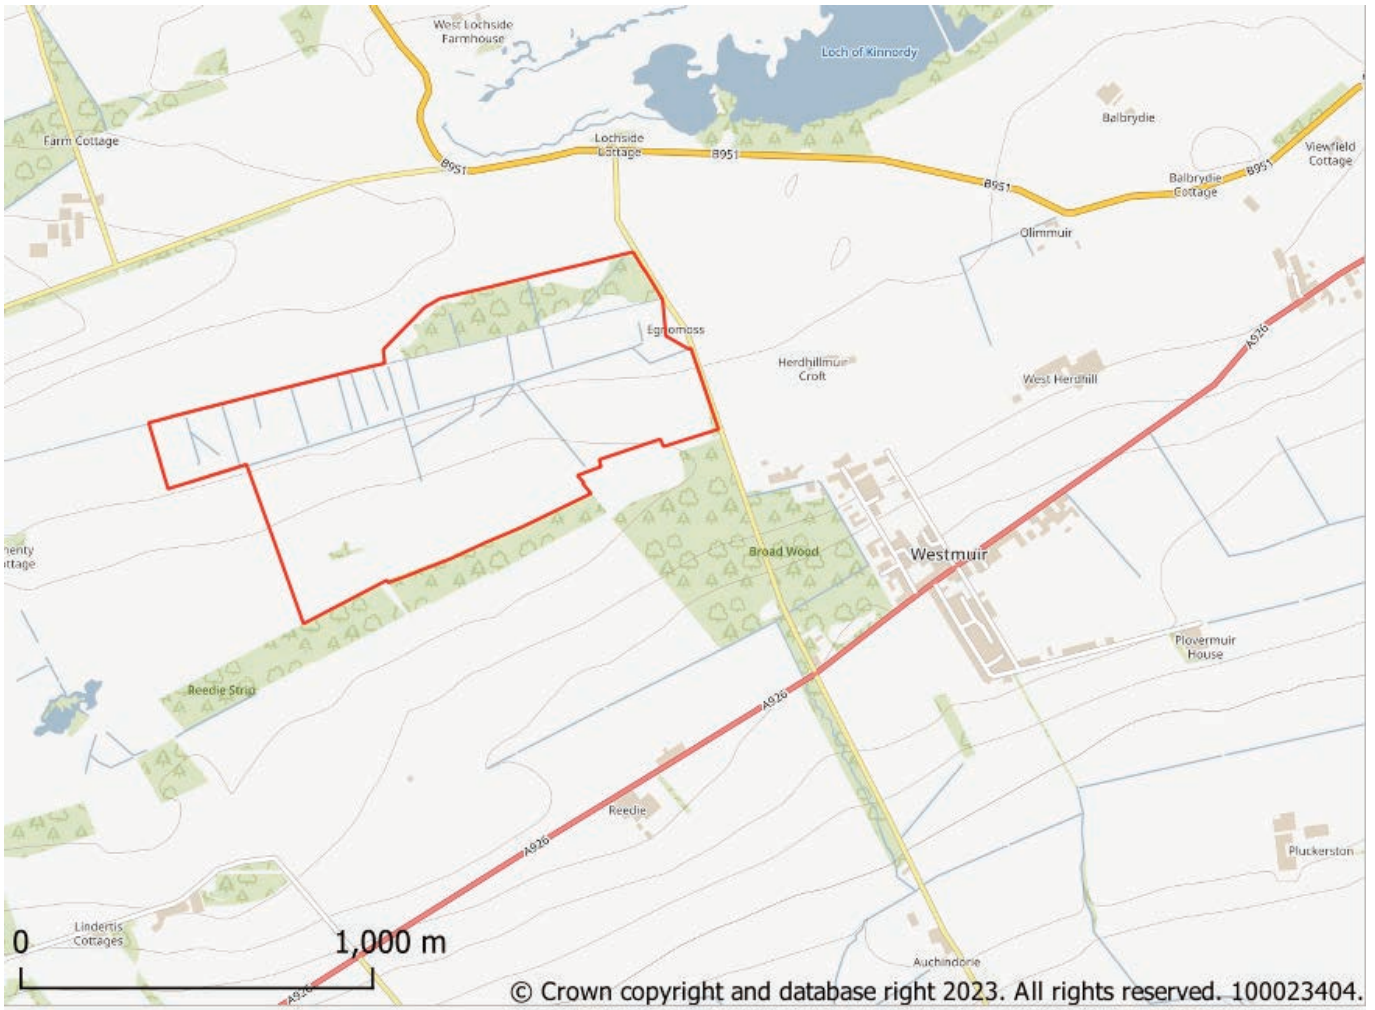 West Lochside
Farmhouse
Loch of Kinnordy
Balbrydie
Farm Cottage
Lochside
Cottage
B951
B951
B951
B951
Viewfield
Cottage
Balbrydie
Cottage
Olimmuir
A926
Egnomoss
Herdhillmuir
Croft
West Herdhill
Westmuir
Broad Wood
enty
ttage
Plovermuir
House
Reedie Strip
A926
Reedie
A926
Pluckerston
Lindertis
Cottages
Auchindorie
A926
0 1,000 m
© Crown copyright and database right 2023. All rights reserved. 100023404.